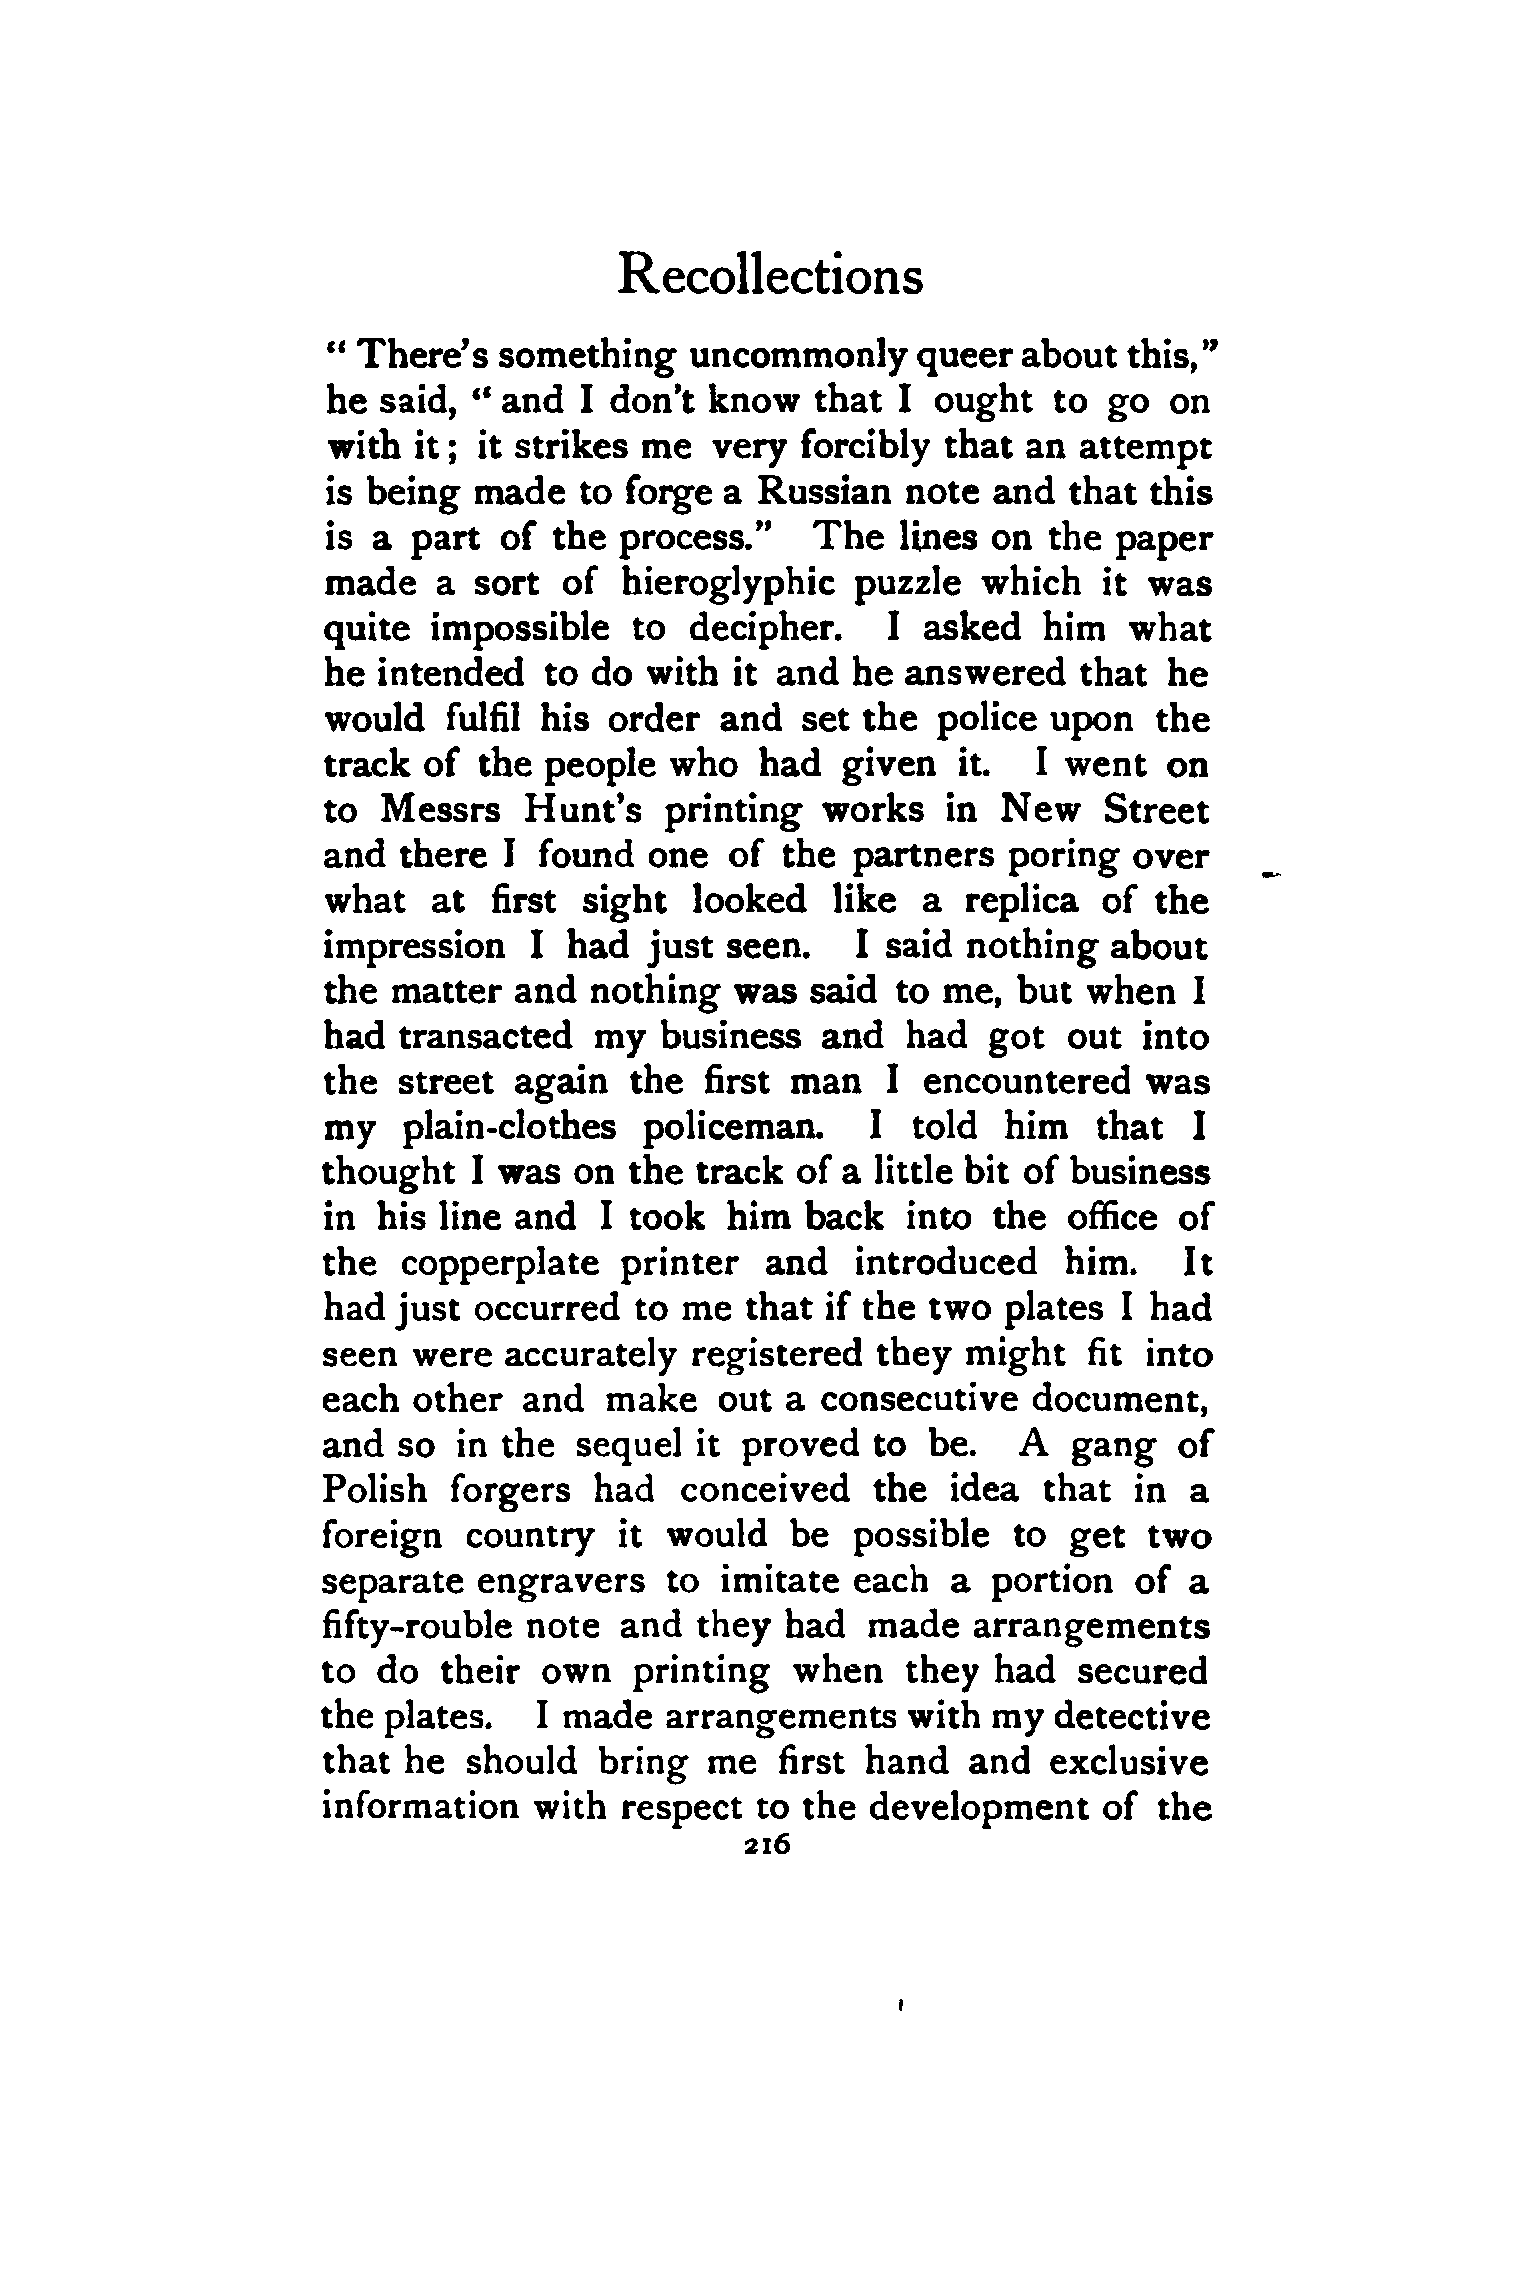 Recollections
“ There’s something uncommonly queer about this,”
he said, “ and I don’t know that I ought to go on
with it ; it strikes me very forcibly that an attempt
is being made to forge a Russian note and that this
is a part of the process.” The lines on the paper
made a sort of hieroglyphic puzzle which it was
quite impossible to decipher. I asked him what
he intended to do with it and he answered that he
would fulfil his order and set the police upon the
track of the people who had given it. I went on
to Messrs Hunt’s printing works in New Street
and there I found one of the partners poring over
what at first sight looked like a replica of the
impression I had just seen. I said nothing about
the matter and nothing was said to me, but when I
had transacted my business and had got out into
the street again the first man I encountered was
my plain-clothes policeman. I told him that I
thought I was on the track of a little bit of business
in his line and I took him back into the office of
the copperplate printer and introduced him. It
had just occurred to me that if the two plates I had
seen were accurately registered they might fit into
each other and make out a consecutive document,
and so in the sequel it proved to be. A gang of
Polish forgers had conceived the idea that in a
foreign country it would be possible to get two
separate engravers to imitate each a portion of a
fifty-rouble note and they had made arrangements
to do their own printing when they had secured
the plates. I made arrangements with my detective
that he should bring me first hand and exclusive
information with respect to the development of the
216